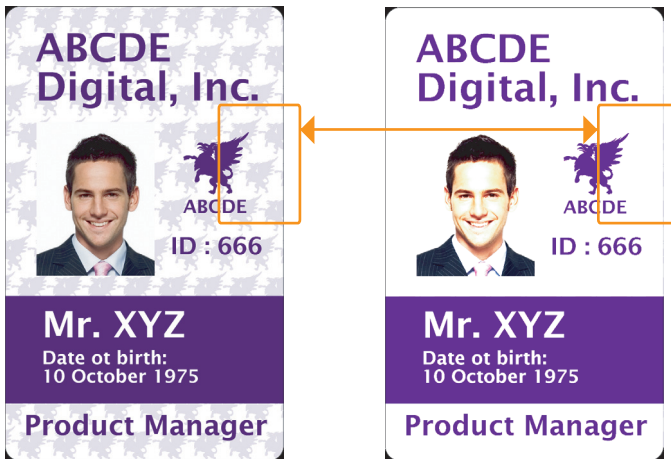 ABCDE
Digital, Inc.
ABCDE
ID : 666
Mr. XYZ
Date ot birth:
10 October 1975
Product Manager
ABCDE
Digital, Inc.
ABCDE
ID : 666
Mr. XYZ
Date ot birth:
10 October 1975
Product Manager